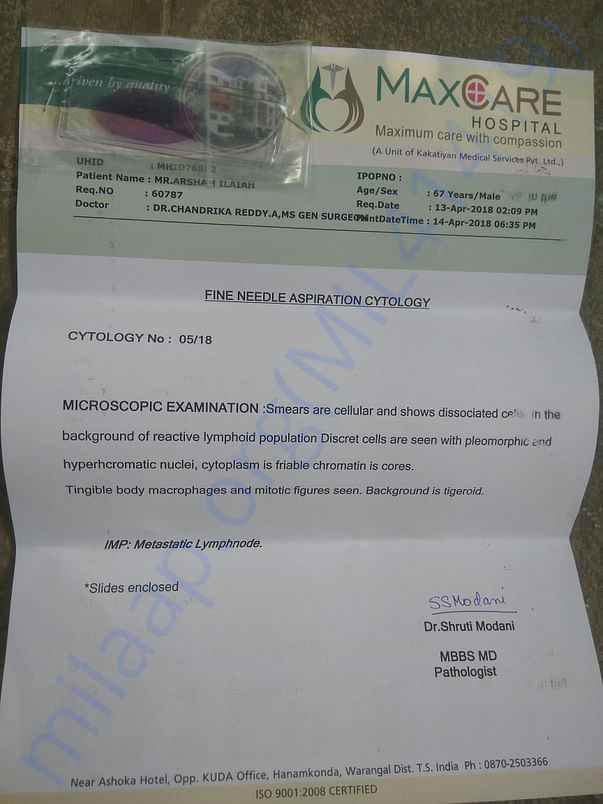 ...driven by quality
MAXCARE
HOSPITAL
Maximum care with compassion
(A Unit of Kakatiyan Medical Services Pvt. Ltd.,)
UHID :
Patient Name : MR.ARSHAM ILAIAH
Req.NO : 60787
Doctor : DR.CHANDRIKA REDDY.A,MS GEN SURGEON
IPOPNO :
Age/Sex : 67 Years/Male
Req.Date : 13-Apr-2018 02:09 PM
PrintDateTime : 14-Apr-2018 06:35 PM
FINE NEEDLE ASPIRATION CYTOLOGY
CYTOLOGY No : 05/18
MICROSCOPIC EXAMINATION :Smears are cellular and shows dissociated cells in the
background of reactive lymphoid population Discret cells are seen with pleomorphic and
hyperhcromatic nuclei, cytoplasm is friable chromatin is cores.
Tingible body macrophages and mitotic figures seen. Background is tigeroid.
IMP: Metastatic Lymphnode.
*Slides enclosed
SSModani
Dr.Shruti Modani
MBBS MD
Pathologist
Near Ashoka Hotel, Opp. KUDA Office, Hanamkonda, Warangal Dist. T.S. India Ph : 0870-2503366
ISO 9001:2008 CERTIFIED